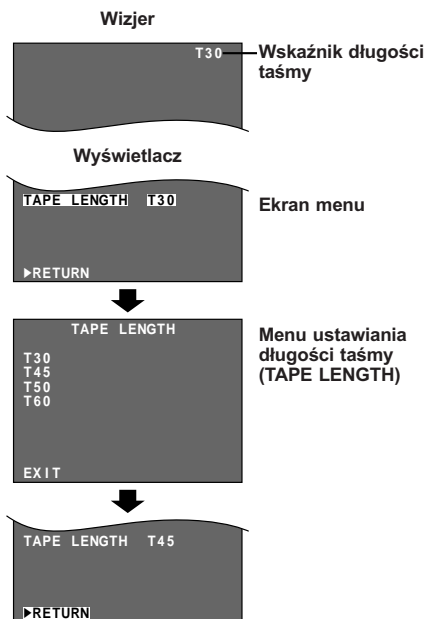 Wizjer
T30
Wskaźnik długości
taśmy
Wyświetlacz
TAPE LENGTH T30
Ekran menu
▶RETURN
TAPE LENGTH
Menu ustawiania
długości taśmy
(TAPE LENGTH)
T30
T45
T50
T60
EXIT
TAPE LENGTH T45
▶RETURN